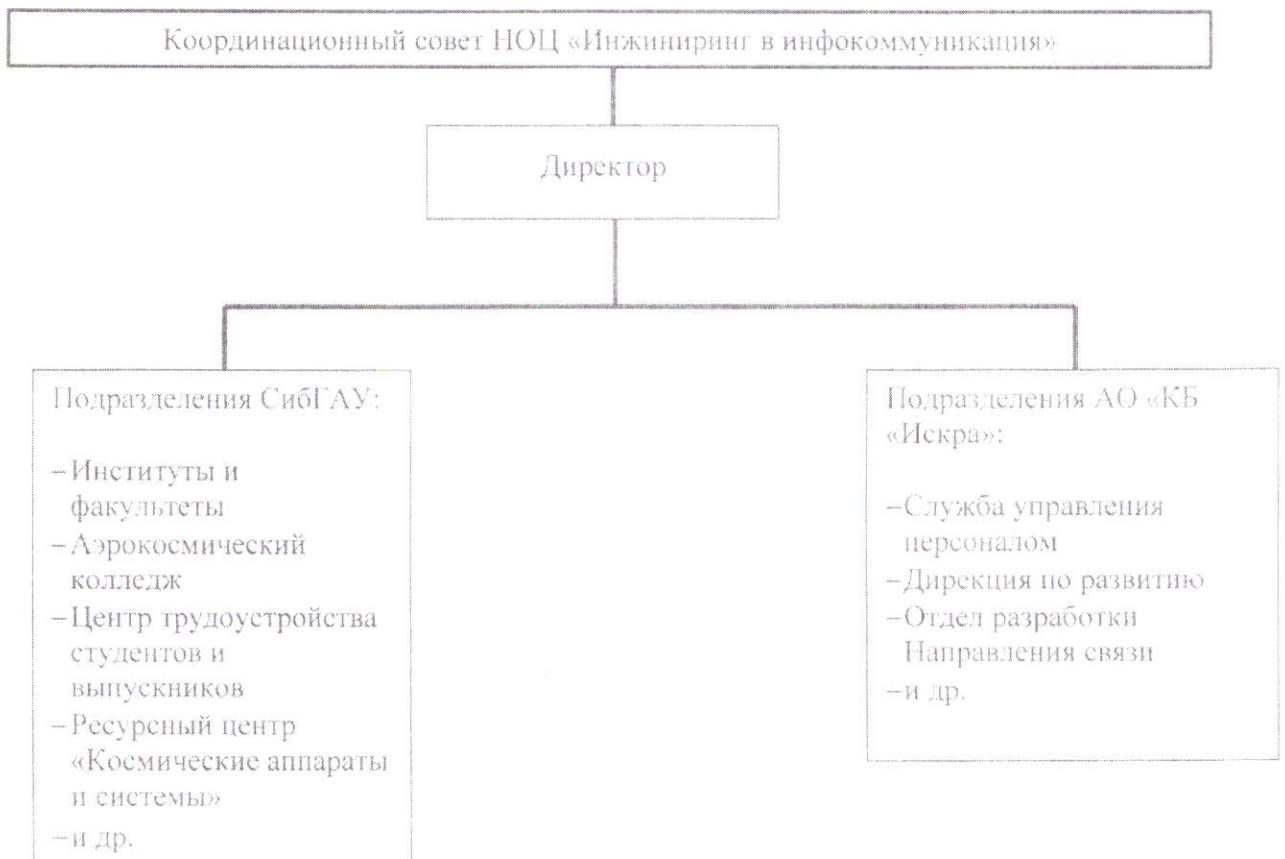 Координационный совет НОЦ «Инжиниринг в инфокоммуникация»
Директор
Подразделения СибГАУ:
–Институты и
факультеты
–Аэрокосмический
колледж
–Центр трудоустройства
студентов и
выпускников
–Ресурсный центр
«Космические аппараты
и системы»
–и др.
Подразделения АО «КБ
«Искра»:
–Служба управления
персоналом
–Дирекция по развитию
–Отдел разработки
Направления связи
–и др.